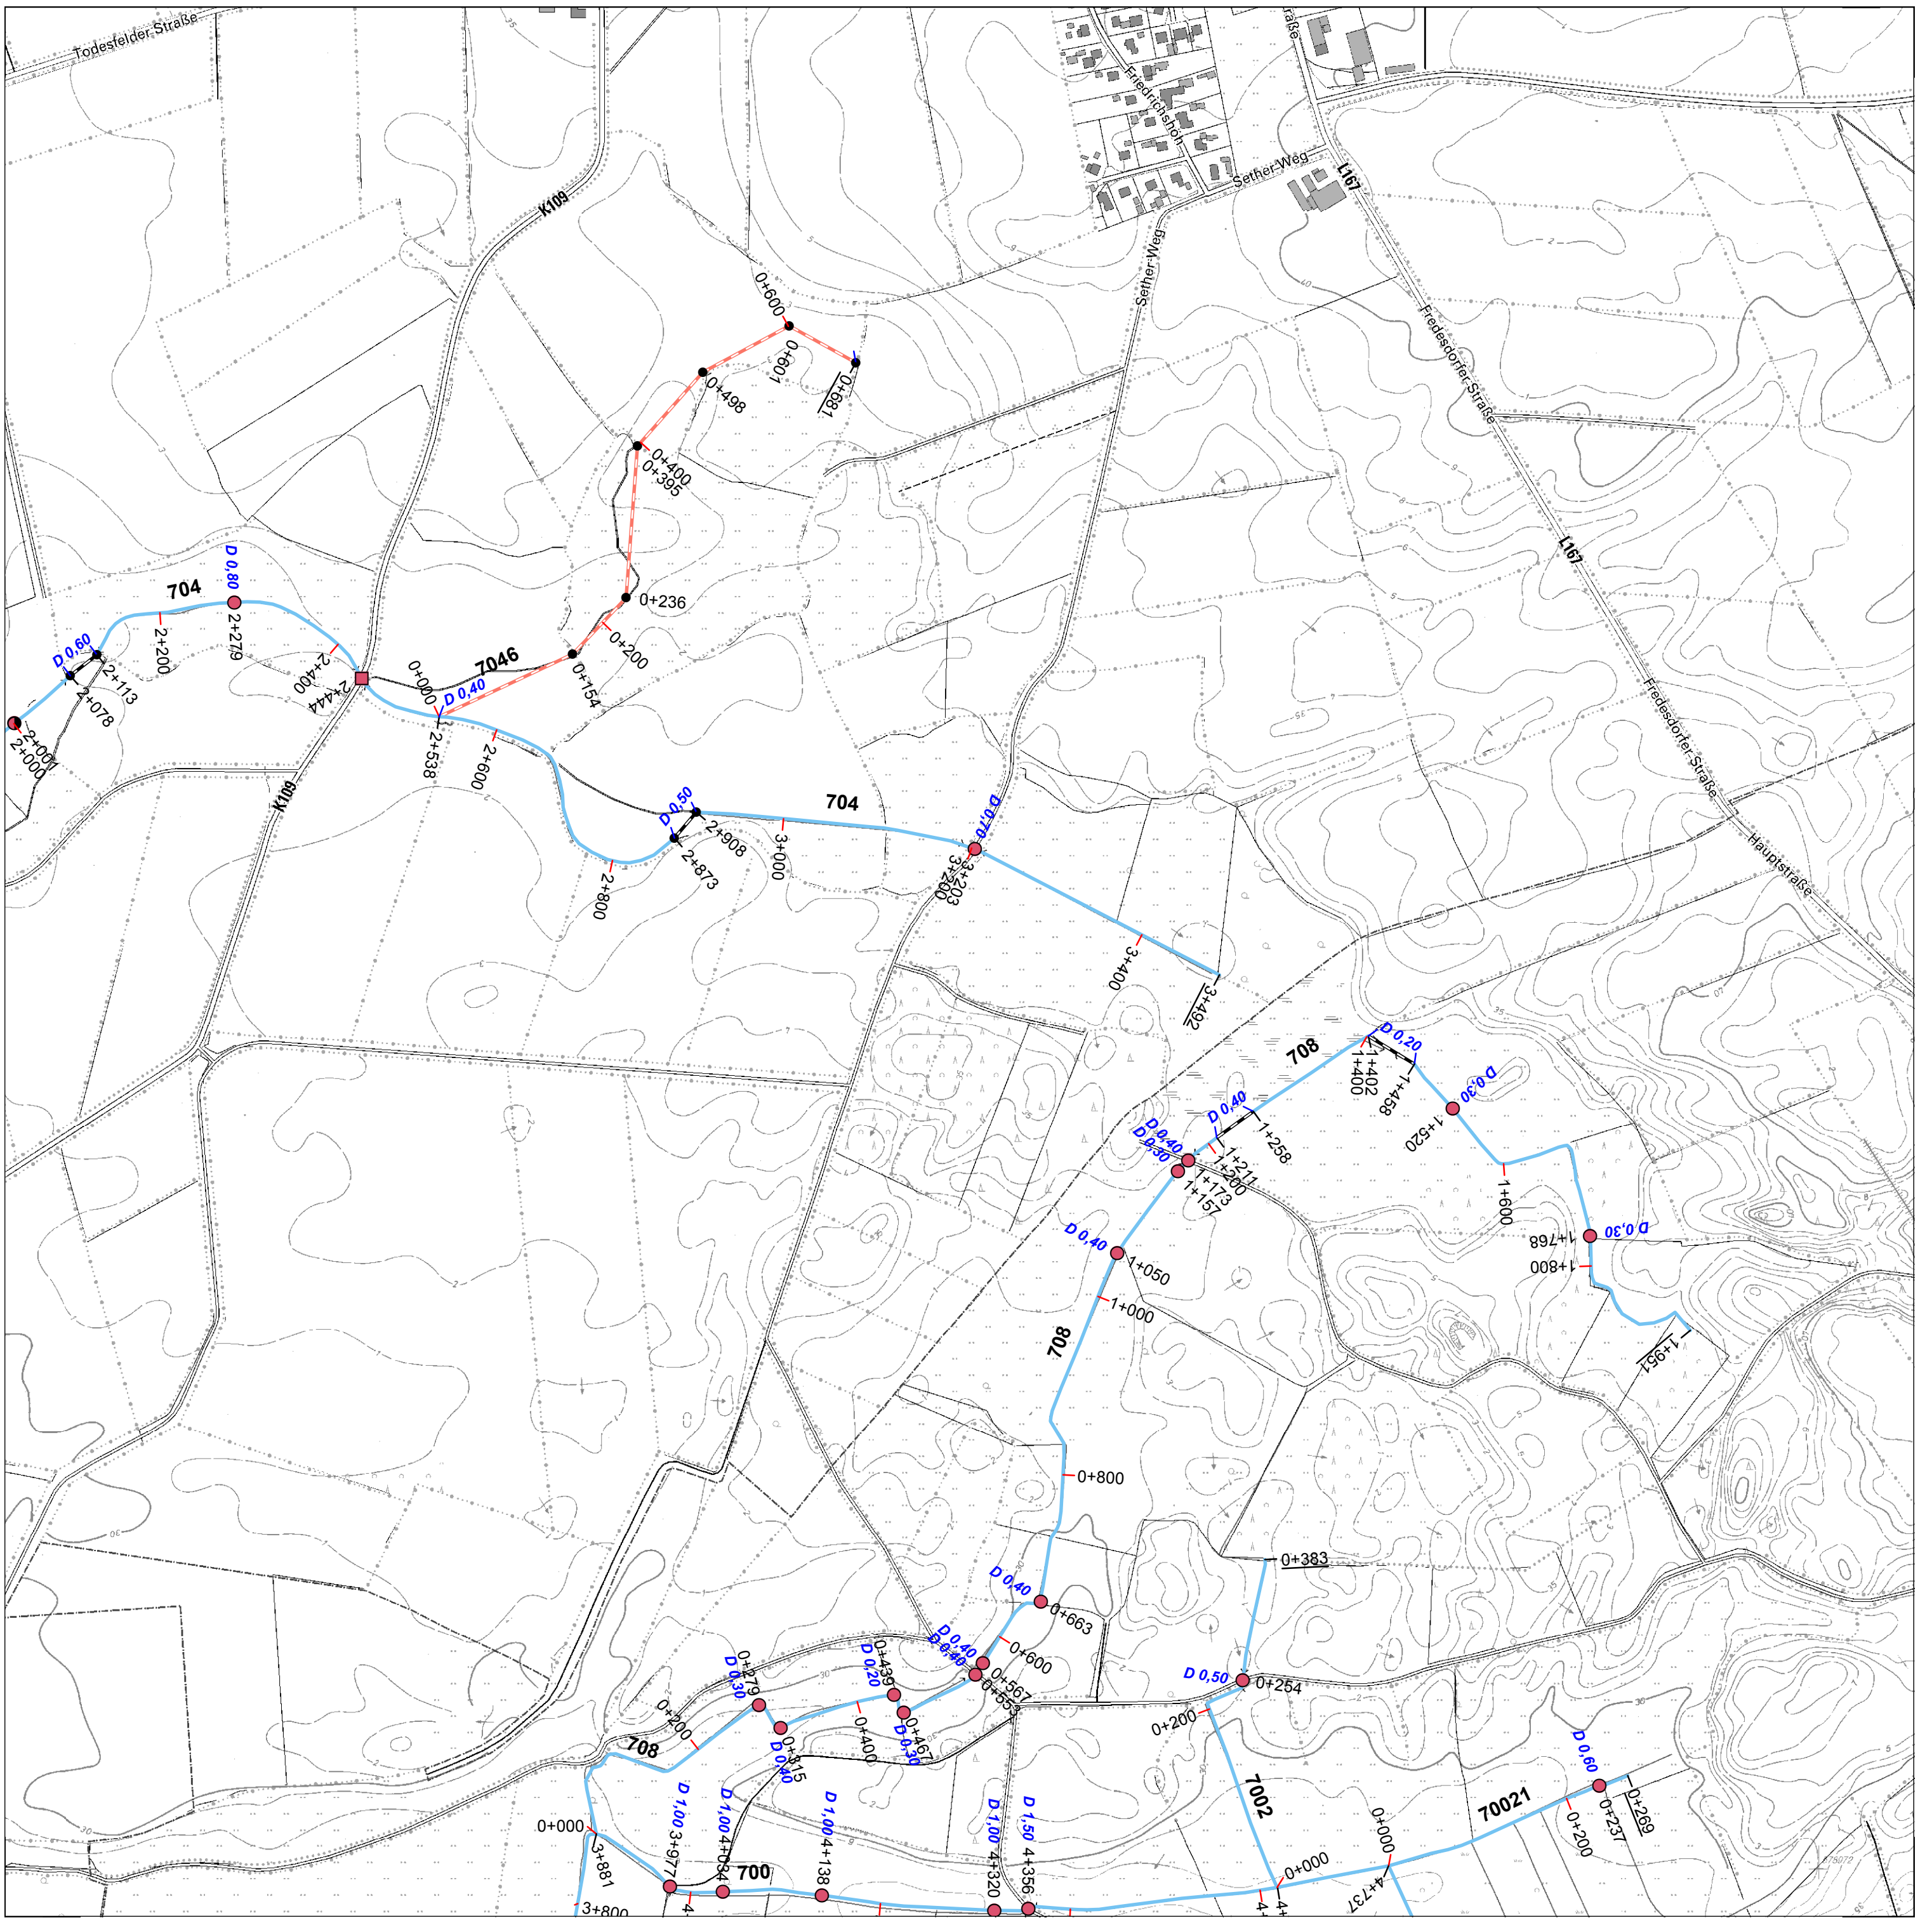 Todesfelder Straße
Friedrichshöh
Sether Weg
L167
K109
Sether Weg
Fredesdorfer Straße
0+600
0+601
0+681
0+498
0+400
0+395
L167
D 0,80
704
0+236
D 0,60
2+200
2+279
0+200
2+113
2+400
7046
0+000
D 0,40
0+154
2+078
2+444
Fredesdorfer Straße
2+001
2+000
2+538
2+600
K109
D 0,50
704
D 0,70
2+908
3+000
2+873
2+800
3+203
3+200
Hauptstraße
3+400
3+492
708
D 0,20
1+402
1+400
1+458
D 0,30
D 0,40
1+520
1+258
D 0,40
D 0,30
1+211
1+200
1+173
1+157
1+600
D 0,40
1+768
D 0,30
1+050
1+800
1+000
708
1+951
0+800
0+383
D 0,40
0+663
D 0,40
D 0,40
0+600
0+567
0+553
0+439
D 0,20
0+279
D 0,30
D 0,50
0+254
0+200
708
0+400
0+467
D 0,30
0+315
D 0,40
0+200
D 0,60
7002
70021
0+269
0+237
0+200
0+000
0+000
3+881
D 1,00 3+977
D 1,00 4+034
700
D 1,00 4+138
D 1,00 4+320
D 1,50 4+356
0+000
4+737
3+800